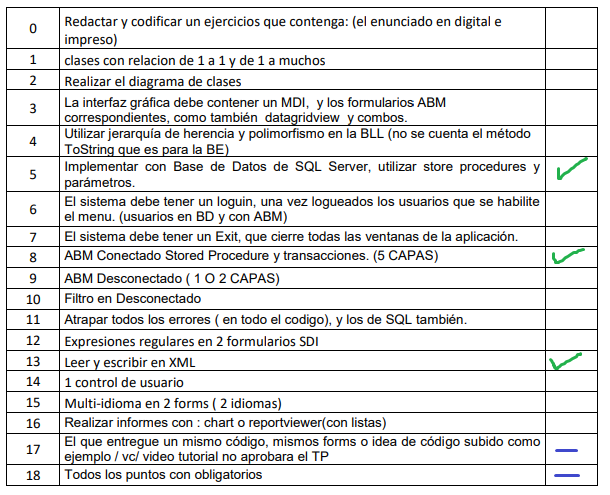 0 Redactar y codificar un ejercicios que contenga: (el enunciado en digital e
impreso)
1 clases con relacion de 1 a 1 y de 1 a muchos
2 Realizar el diagrama de clases
3 La interfaz gráfica debe contener un MDI, y los formularios ABM
correspondientes, como también datagridview y combos.
4 Utilizar jerarquía de herencia y polimorfismo en la BLL (no se cuenta el método
ToString que es para la BE)
5 Implementar con Base de Datos de SQL Server, utilizar store procedures y
parámetros.
6 El sistema debe tener un loguin, una vez logueados los usuarios que se habilite
el menu. (usuarios en BD y con ABM)
7 El sistema debe tener un Exit, que cierre todas las ventanas de la aplicación.
8 ABM Conectado Stored Procedure y transacciones. (5 CAPAS)
9 ABM Desconectado ( 1 O 2 CAPAS)
10 Filtro en Desconectado
11 Atrapar todos los errores ( en todo el codigo), y los de SQL también.
12 Expresiones regulares en 2 formularios SDI
13 Leer y escribir en XML
14 1 control de usuario
15 Multi-idioma en 2 forms ( 2 idiomas)
16 Realizar informes con : chart o reportviewer(con listas)
17 El que entregue un mismo código, mismos forms o idea de código subido como
ejemplo / vc/ video tutorial no aprobara el TP
18 Todos los puntos con obligatorios